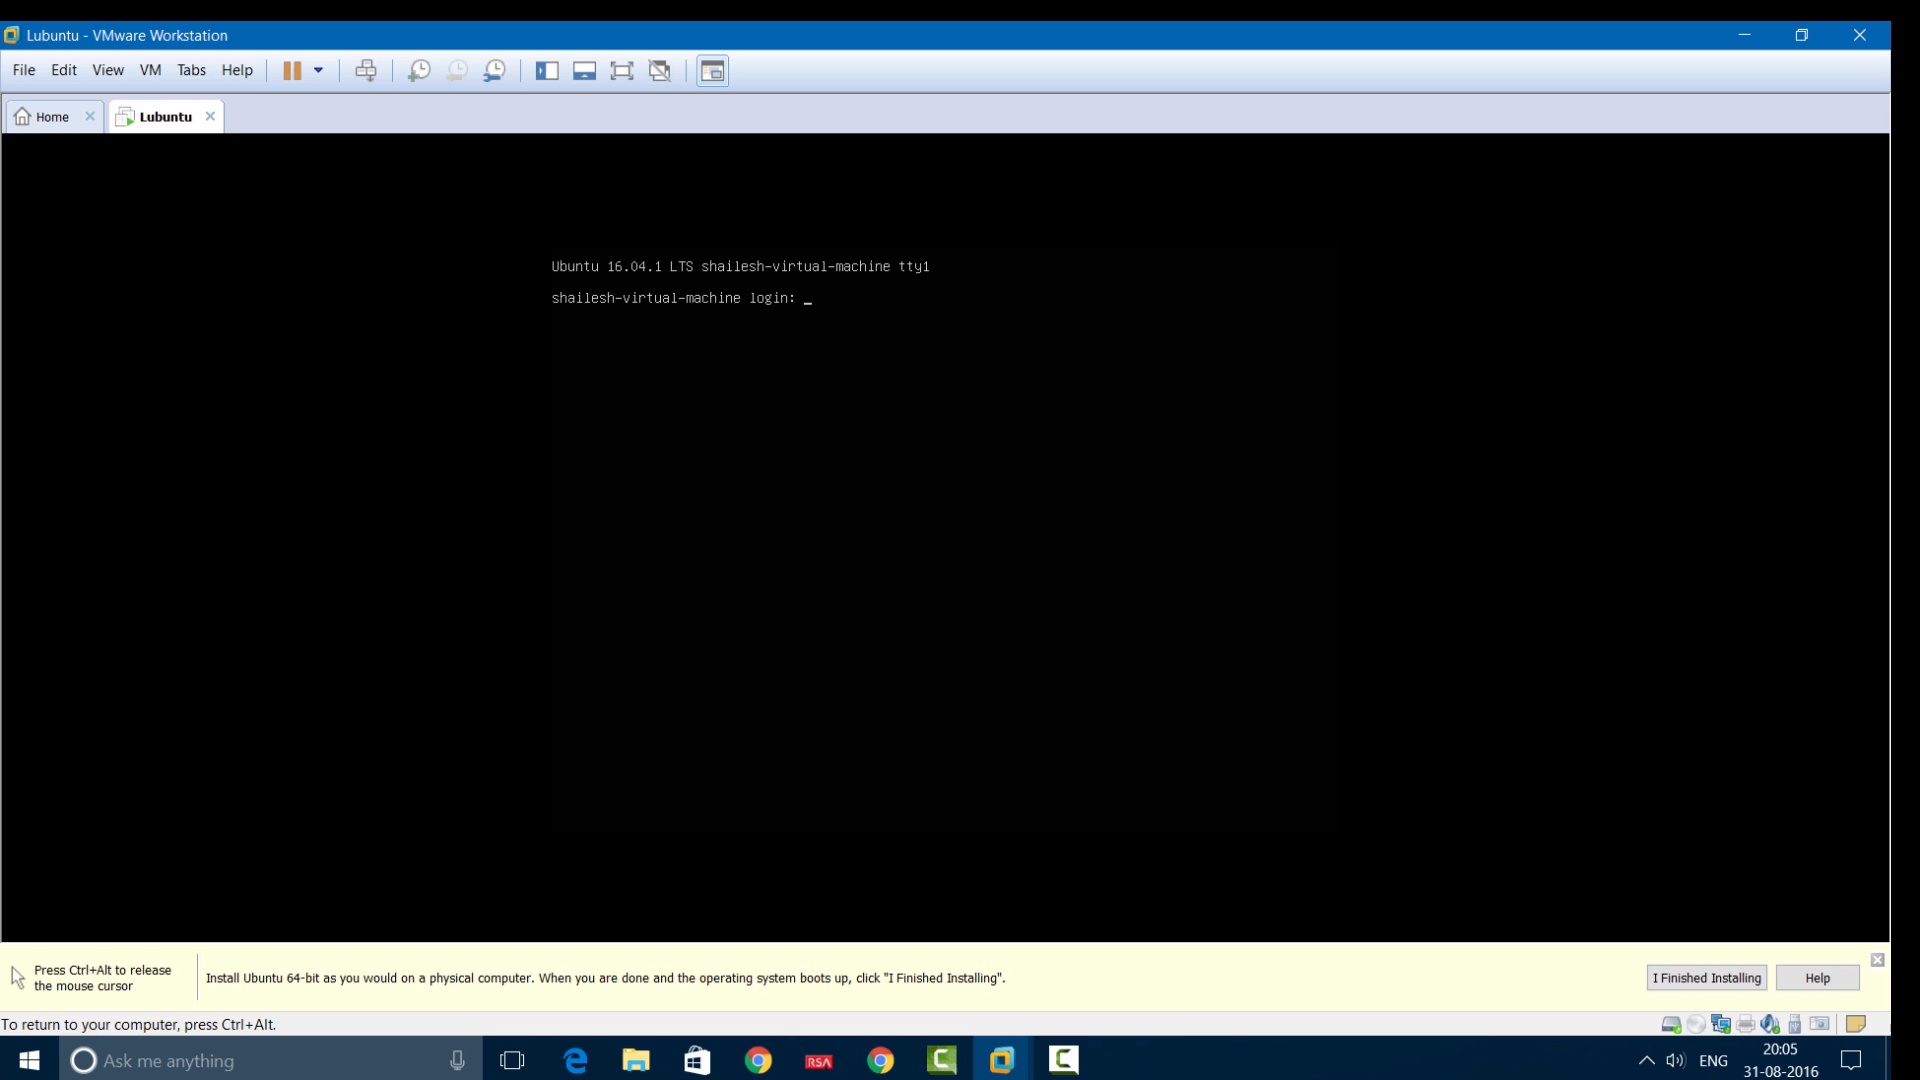 Lubuntu - VMware Workstation
File Edit View VM Tabs Help
Home Lubuntu
Ubuntu 16.04.1 LTS shailesh-virtual-machine tty1
shailesh-virtual-machine login: _
Press Ctrl+Alt to release
the mouse cursor
Install Ubuntu 64-bit as you would on a physical computer. When you are done and the operating system boots up, click "I Finished Installing".
I Finished Installing
Help
To return to your computer, press Ctrl+Alt.
Ask me anything
RSA
ENG
20:05
31-08-2016